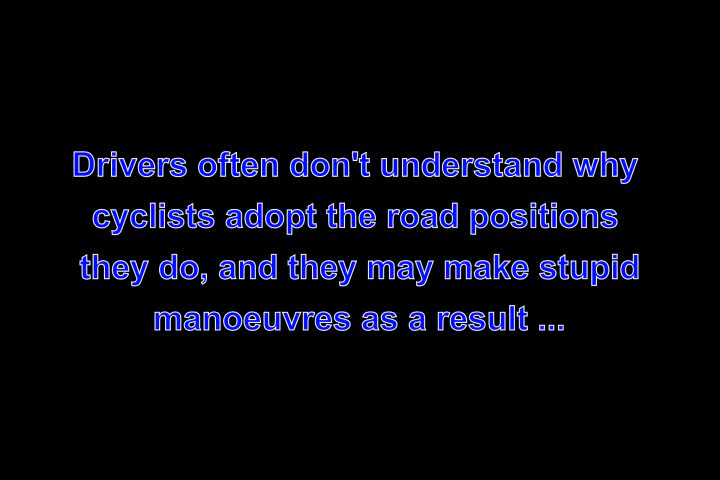 Drivers often don't understand why
cyclists adopt the road positions
they do, and they may make stupid
manoeuvres as a result ...